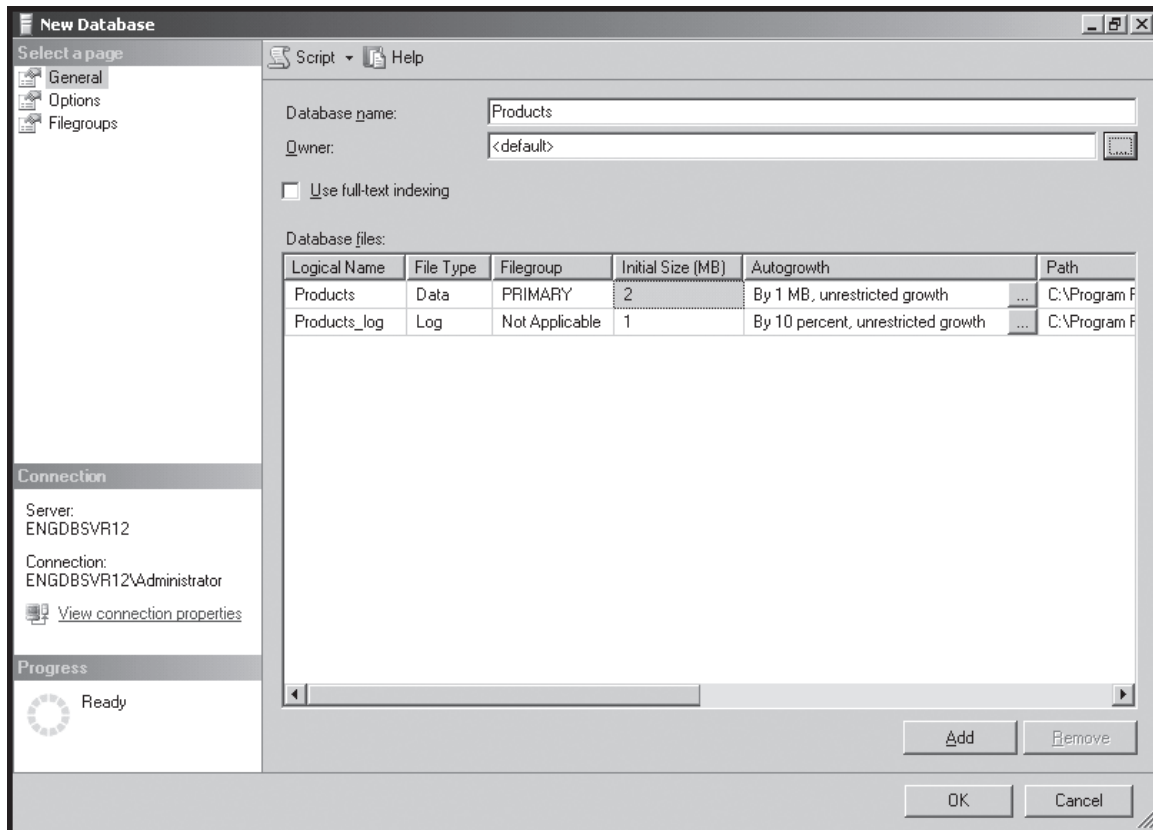 New Database
Select a page
General
Options
Filegroups
Script Help
Database name: Products
Owner: <default>
Use full-text indexing
Database files:
Logical Name File Type Filegroup Initial Size (MB) Autogrowth Path
Products Data PRIMARY 2 By 1 MB, unrestricted growth ... C:\Program F
Products_log Log Not Applicable 1 By 10 percent, unrestricted growth ... C:\Program F
Connection
Server:
ENGDBSVR12
Connection:
ENGDBSVR12\Administrator
View connection properties
Progress
Ready
Add Remove
OK Cancel